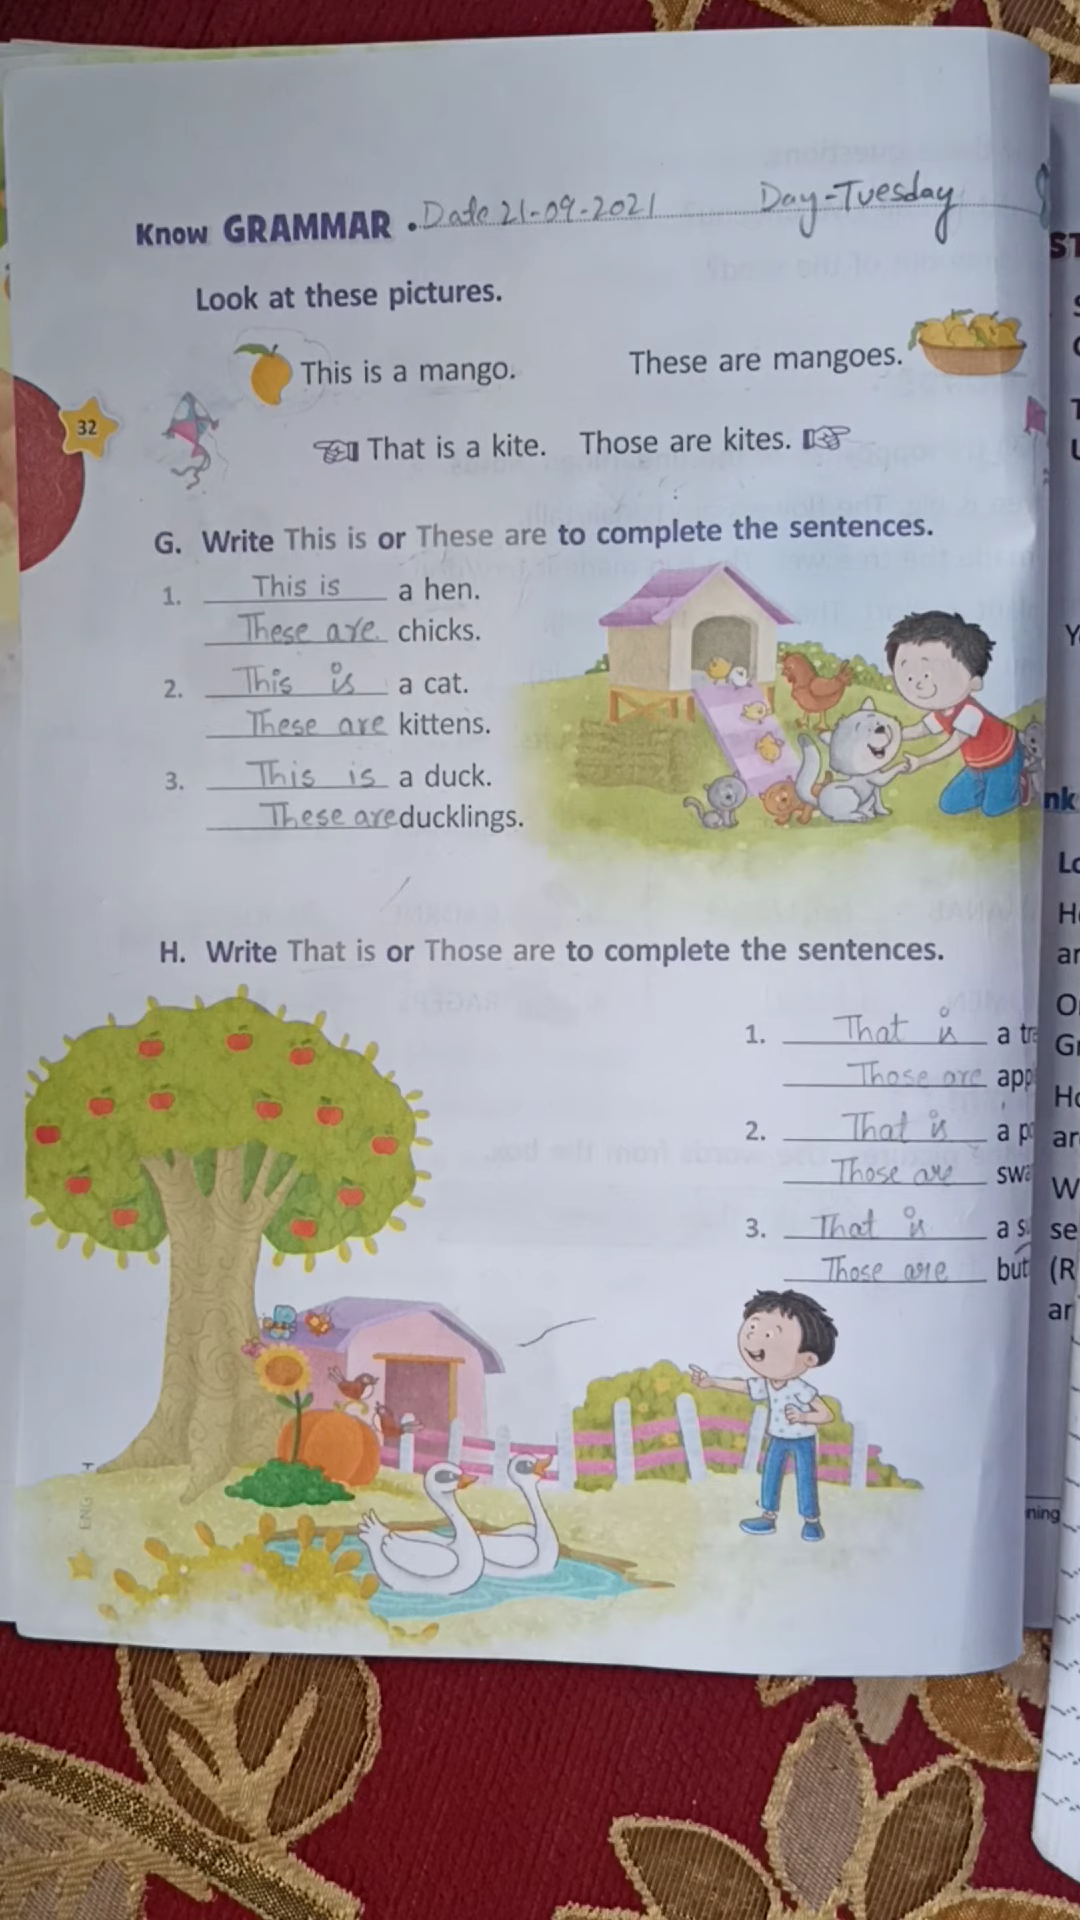 Know GRAMMAR . Date 21-09-2021 Day-Tuesday
Look at these pictures.
This is a mango. These are mangoes.
32
That is a kite. Those are kites.
G. Write This is or These are to complete the sentences.
1. This is a hen.
These are chicks.
2. This is a cat.
These are kittens.
3. This is a duck.
These are ducklings.
H. Write That is or Those are to complete the sentences.
1. That is a
Those are
2. That is a
Those are
3. That is a
Those are
ENG